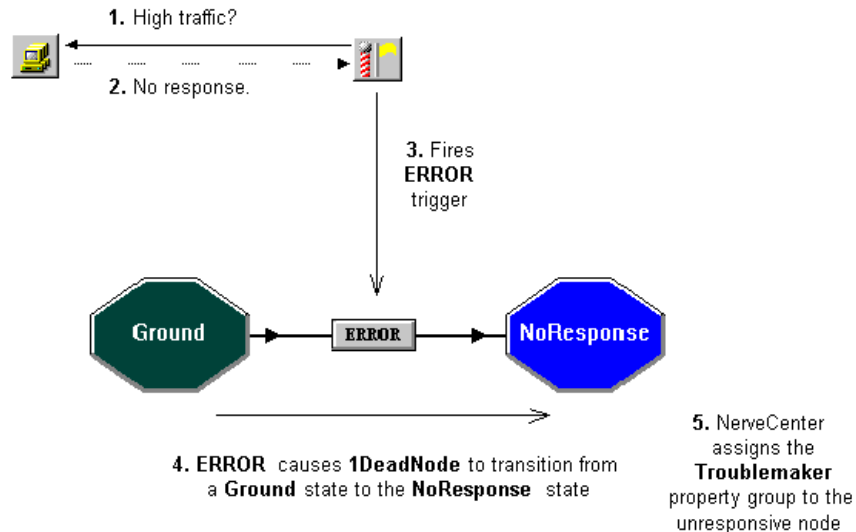 1. High traffic?
2. No response.
3. Fires
ERROR
trigger
Ground
ERROR
NoResponse
4. ERROR causes 1DeadNode to transition from
a Ground state to the NoResponse state
5. NerveCenter
assigns the
Troublemaker
property group to the
unresponsive node